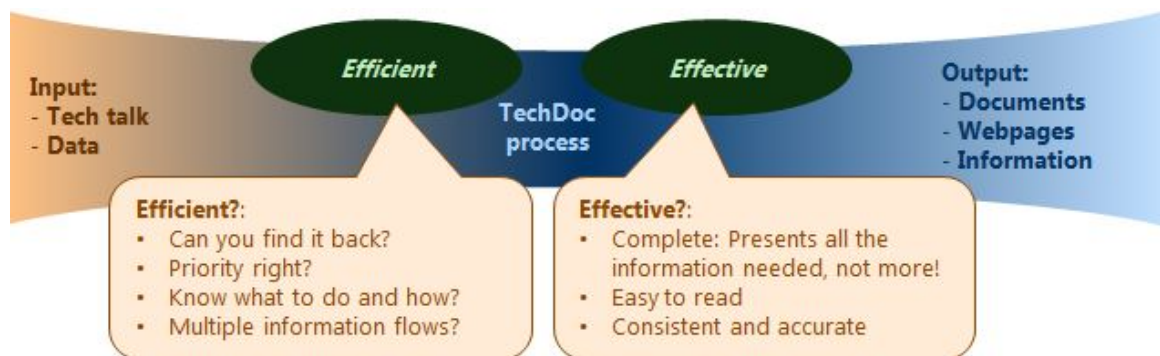 Efficient
Effective
Input:
- Tech talk
- Data
TechDoc
process
Output:
- Documents
- Webpages
- Information
Efficient?:
• Can you find it back?
• Priority right?
• Know what to do and how?
• Multiple information flows?
Effective?:
• Complete: Presents all the
information needed, not more!
• Easy to read
• Consistent and accurate